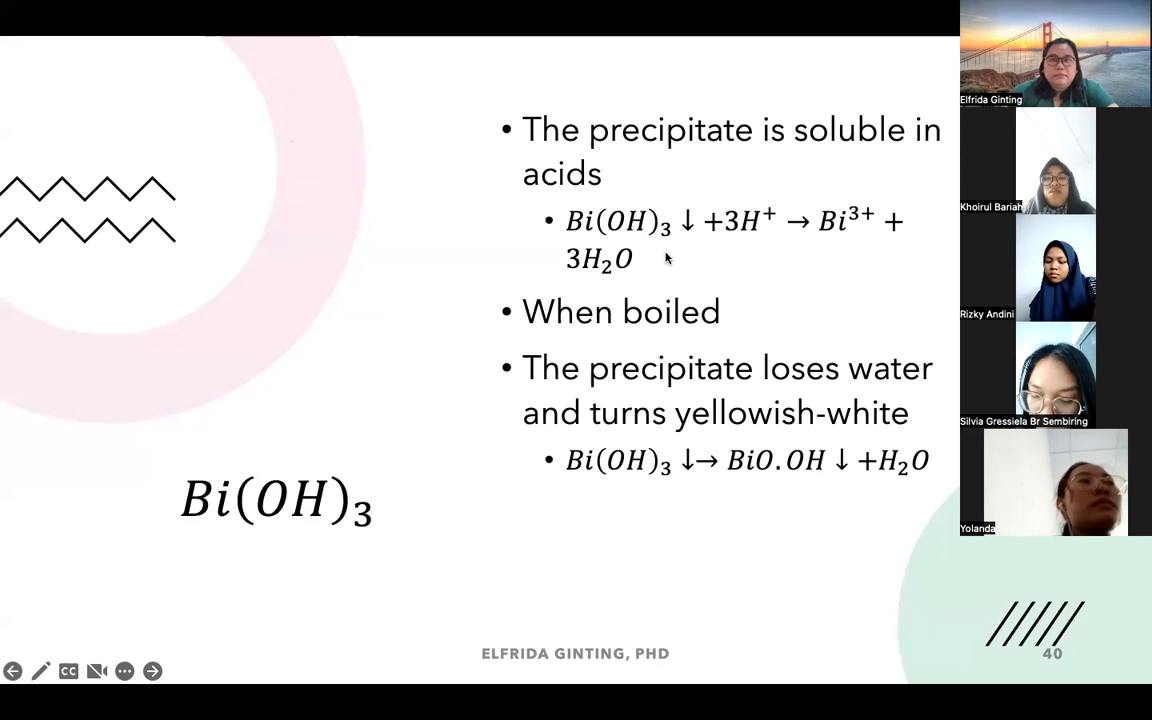 • The precipitate is soluble in
acids
• Bi(OH)₃ ↓ +3H⁺ → Bi³⁺ +
3H₂O
• When boiled
• The precipitate loses water
and turns yellowish-white
• Bi(OH)₃ ↓→ BiO.OH ↓ +H₂O
Bi(OH)₃
ELFRIDA GINTING, PHD
40
CC
Elfrida Ginting
Khoirul Bariah
Rizky Andini
Silvia Gressiela Br Sembiring
Yolanda